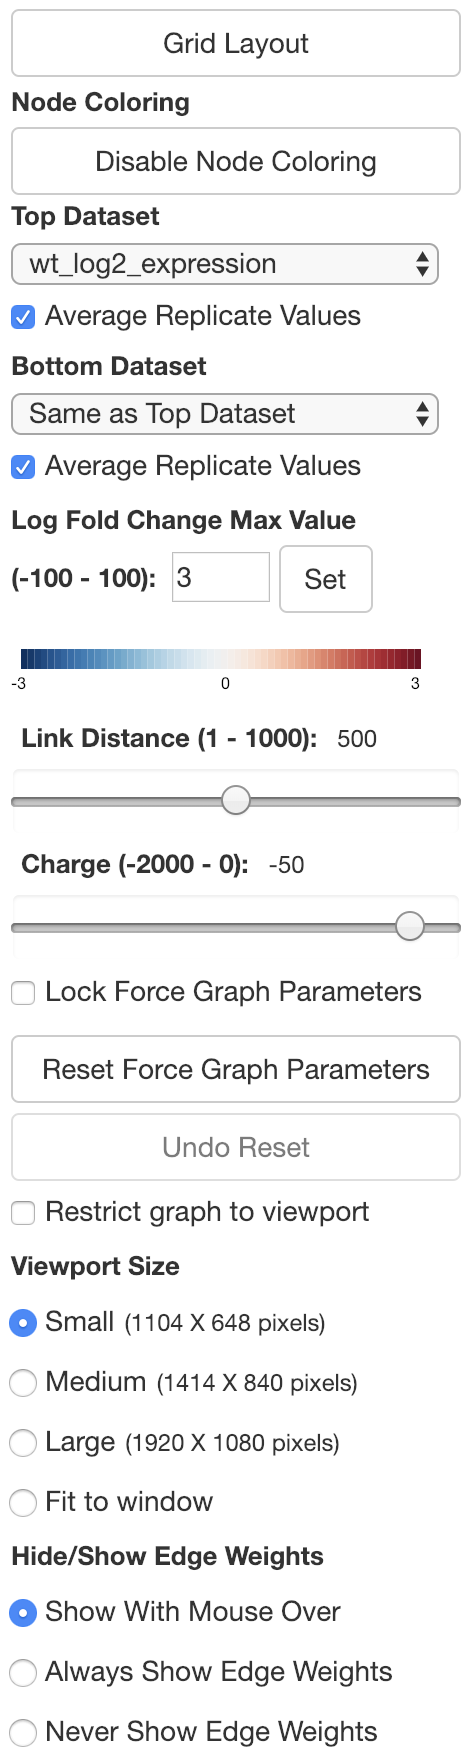 Grid Layout
Node Coloring
Disable Node Coloring
Top Dataset
wt_log2_expression
Average Replicate Values
Bottom Dataset
Same as Top Dataset
Average Replicate Values
Log Fold Change Max Value
(-100 - 100): 3 Set
-3 0 3
Link Distance (1 - 1000): 500
Charge (-2000 - 0): -50
Lock Force Graph Parameters
Reset Force Graph Parameters
Undo Reset
Restrict graph to viewport
Viewport Size
Small (1104 X 648 pixels)
Medium (1414 X 840 pixels)
Large (1920 X 1080 pixels)
Fit to window
Hide/Show Edge Weights
Show With Mouse Over
Always Show Edge Weights
Never Show Edge Weights